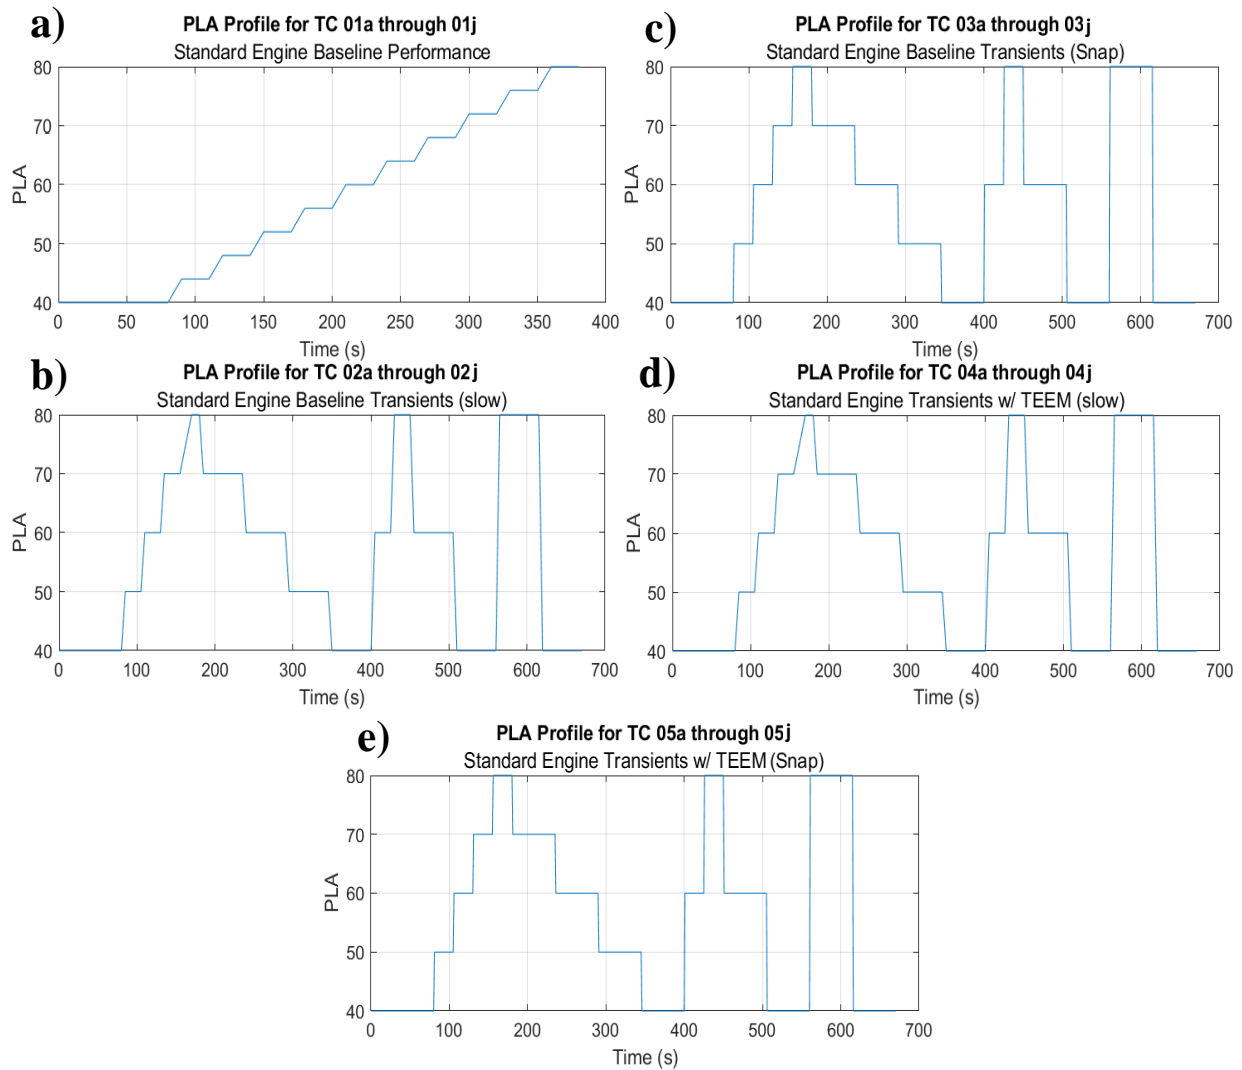 a)
PLA Profile for TC 01a through 01j
Standard Engine Baseline Performance
80
70
60
50
40
PLA
0 50 100 150 200 250 300 350 400
Time (s)
b)
PLA Profile for TC 02a through 02j
Standard Engine Baseline Transients (slow)
80
70
60
50
40
PLA
0 100 200 300 400 500 600 700
Time (s)
c)
PLA Profile for TC 03a through 03j
Standard Engine Baseline Transients (Snap)
80
70
60
50
40
PLA
0 100 200 300 400 500 600 700
Time (s)
d)
PLA Profile for TC 04a through 04j
Standard Engine Transients w/ TEEM (slow)
80
70
60
50
40
PLA
0 100 200 300 400 500 600 700
Time (s)
e)
PLA Profile for TC 05a through 05j
Standard Engine Transients w/ TEEM (Snap)
80
70
60
50
40
PLA
0 100 200 300 400 500 600 700
Time (s)